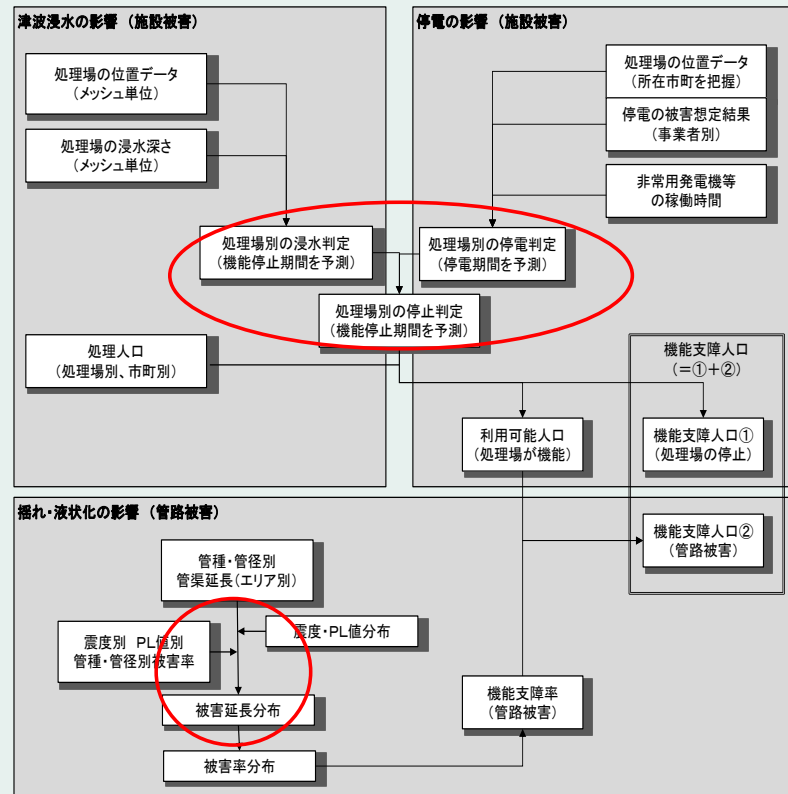 津波浸水の影響（施設被害）
処理場の位置データ
（メッシュ単位）
処理場の浸水深さ
（メッシュ単位）
処理場別の浸水判定
（機能停止期間を予測）
停電の影響（施設被害）
処理場の位置データ
（所在市町を把握）
停電の被害想定結果
（事業者別）
非常用発電機等
の稼働時間
処理場別の停電判定
（停電期間を予測）
処理場別の停止判定
（機能停止期間を予測）
処理人口
（処理場別、市町別）
利用可能人口
（処理場が機能）
機能支障人口
（＝①＋②）
機能支障人口①
（処理場の停止）
機能支障人口②
（管路被害）
揺れ・液状化の影響（管路被害）
管種・管径別
管渠延長（エリア別）
震度別 PL値別
管種・管径別被害率
震度・PL値分布
被害延長分布
被害率分布
機能支障率
（管路被害）